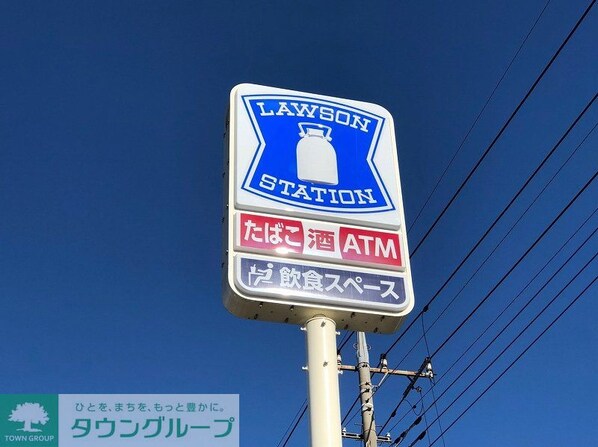 LAWSON
STATION
たばこ 酒 ATM
飲食スペース
ひとを、まちを、もっと豊かに。
タウングループ
TOWN GROUP